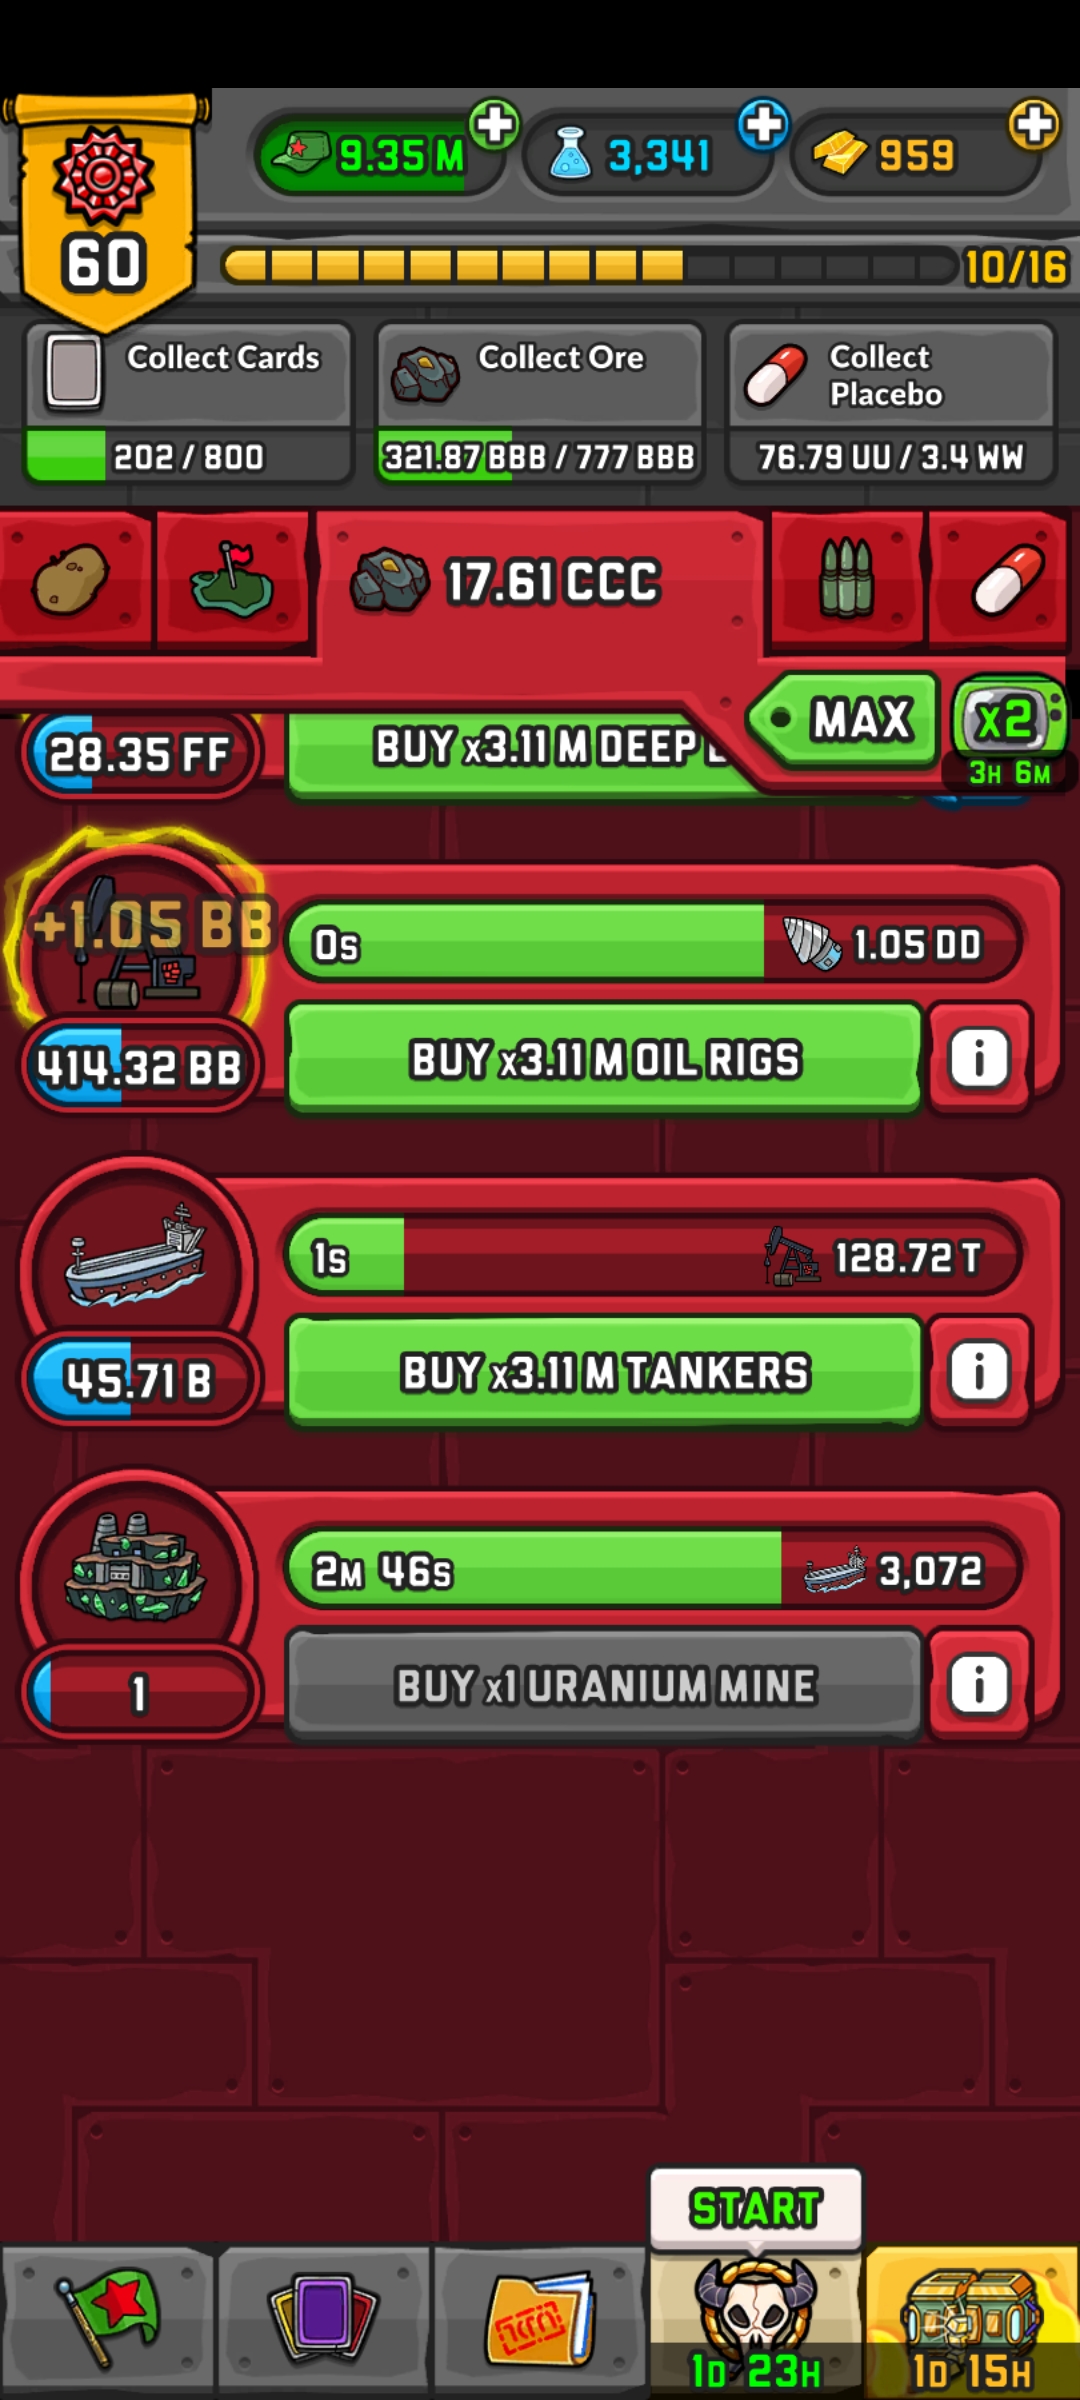 9.35 M
3,341
959
60
10/16
Collect Cards
202 / 800
Collect Ore
321.87 BBB / 777 BBB
Collect
Placebo
76.79 UU / 3.4 WW
17.61 CCC
MAX
x2
3H 6M
28.35 FF
BUY x3.11 M DEEP
+1.05 BB
0s
1.05 DD
414.32 BB
BUY x3.11 M OIL RIGS
i
1s
128.72 T
45.71 B
BUY x3.11 M TANKERS
i
2M 46s
3,072
1
BUY x1 URANIUM MINE
i
START
1D 23H
1D 15H